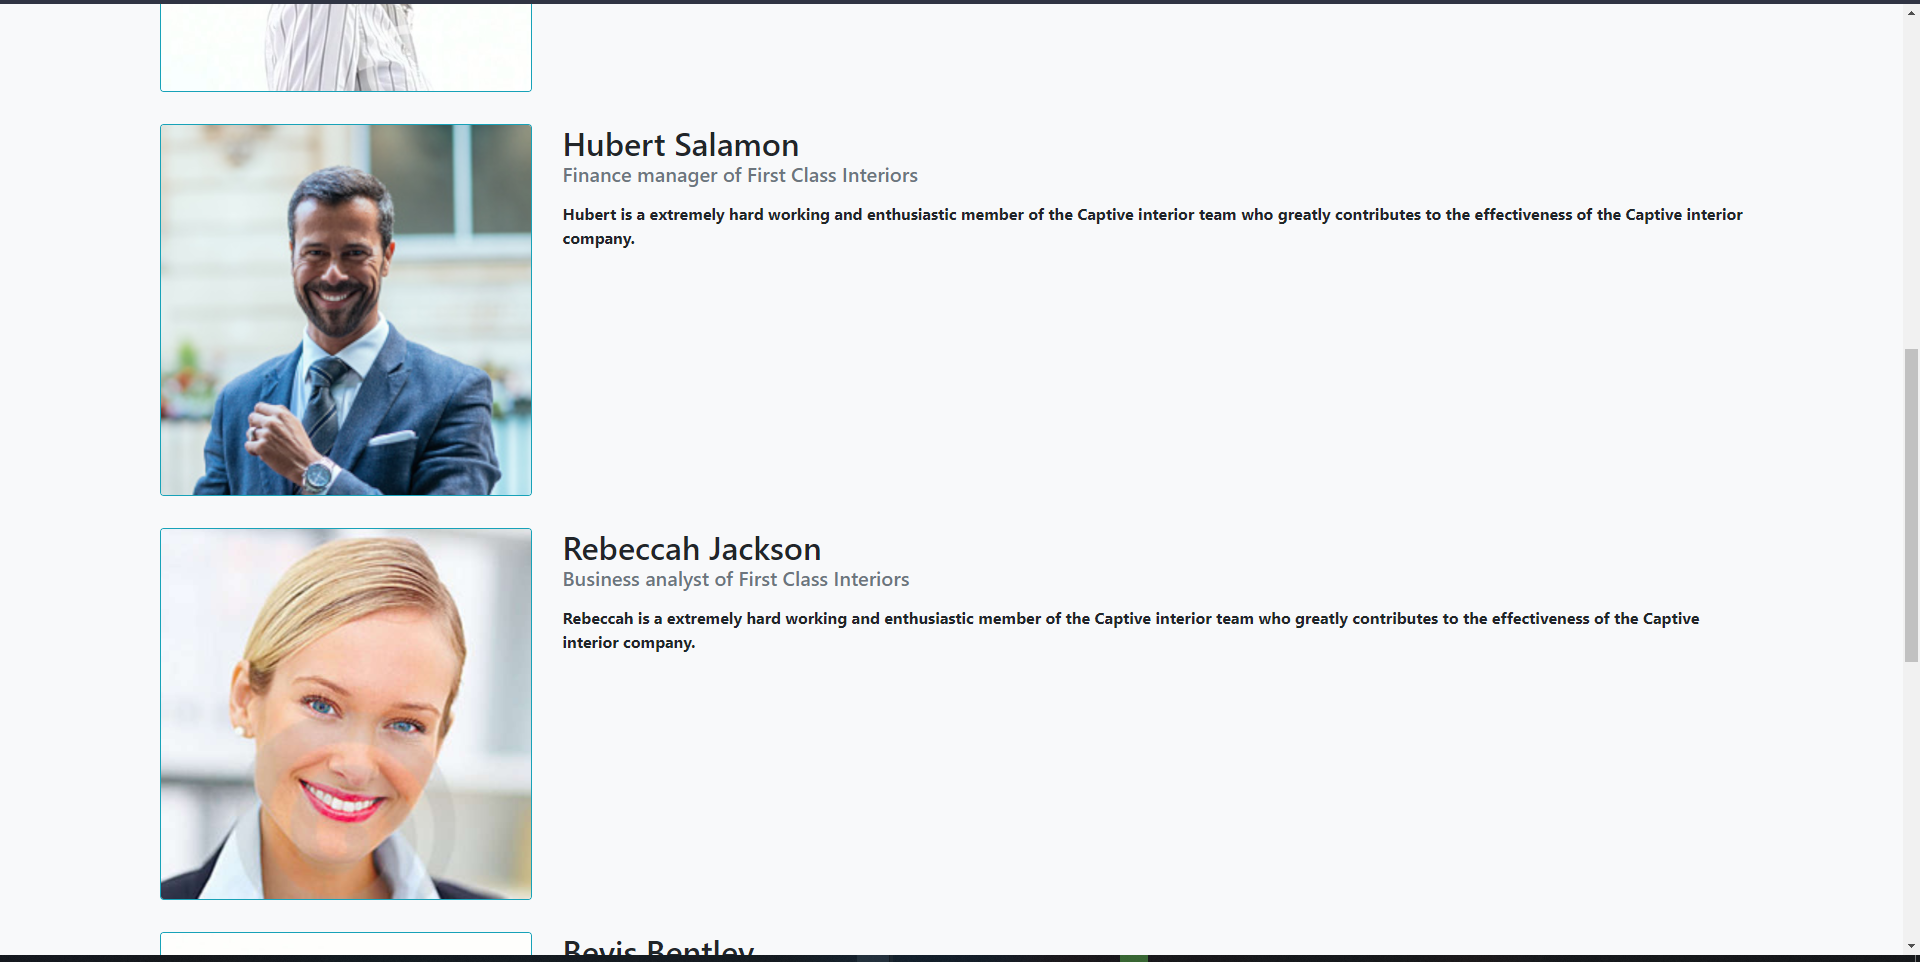 Hubert Salamon
Finance manager of First Class Interiors
Hubert is a extremely hard working and enthusiastic member of the Captive interior team who greatly contributes to the effectiveness of the Captive interior
company.
Rebeccah Jackson
Business analyst of First Class Interiors
Rebeccah is a extremely hard working and enthusiastic member of the Captive interior team who greatly contributes to the effectiveness of the Captive
interior company.
Bevis Bentley